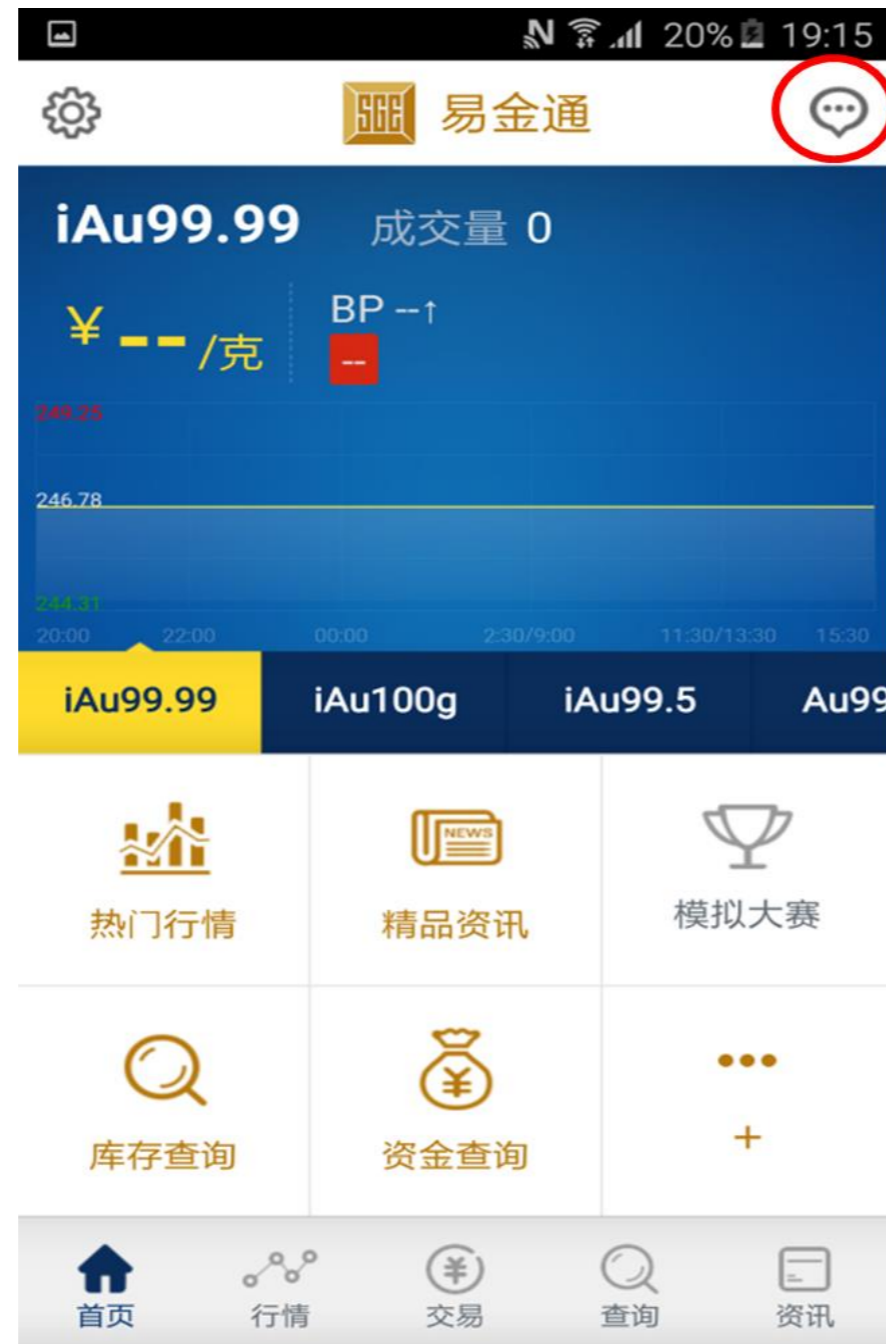 20% 19:15
SGE 易金通
iAu99.99 成交量 0
¥ -- /克
BP --↑
--
249.25
246.78
244.31
20:00 22:00 00:00 2:30/9:00 11:30/13:30 15:30
iAu99.99 iAu100g iAu99.5 Au99
NEWS
热门行情 精品资讯 模拟大赛
¥
库存查询 资金查询 +
¥
首页 行情 交易 查询 资讯